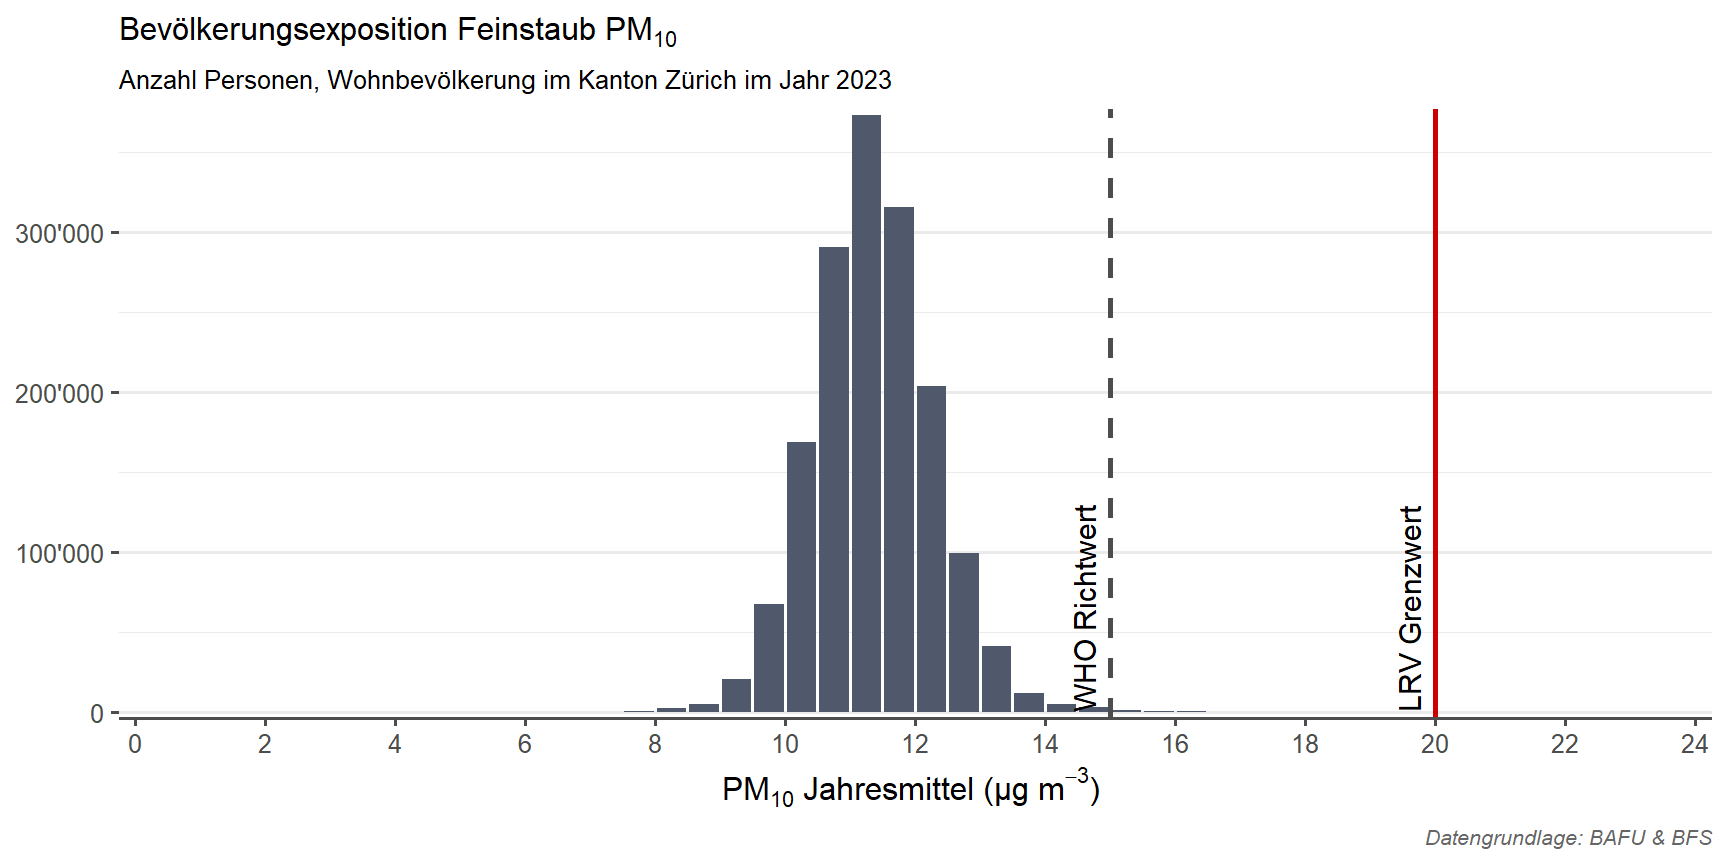 Bevölkerungsexposition Feinstaub PM₁₀
Anzahl Personen, Wohnbevölkerung im Kanton Zürich im Jahr 2023
300'000
200'000
100'000
0
WHO Richtwert
LRV Grenzwert
0 2 4 6 8 10 12 14 16 18 20 22 24
PM₁₀ Jahresmittel (µg m⁻³)
Datengrundlage: BAFU & BFS